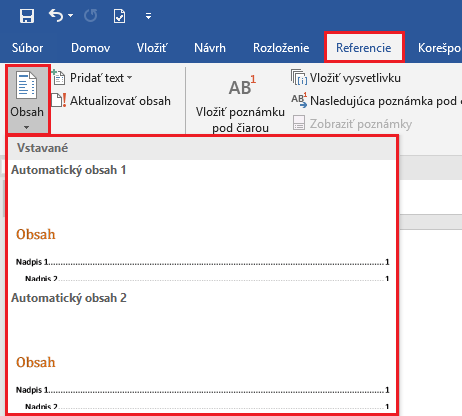 Súbor Domov Vložiť Návrh Rozloženie Referencie Korešpo
Obsah
Pridať text
Aktualizovať obsah
AB1
Vložiť poznámku
pod čiarou
Vložiť vysvetlivku
AB1 Nasledujúca poznámka pod č
Zobraziť poznámky
Vstavané
Automatický obsah 1
Obsah
Nadpis 1 1
Nadpis 2 1
Automatický obsah 2
Obsah
Nadpis 1 1
Nadpis 2 1